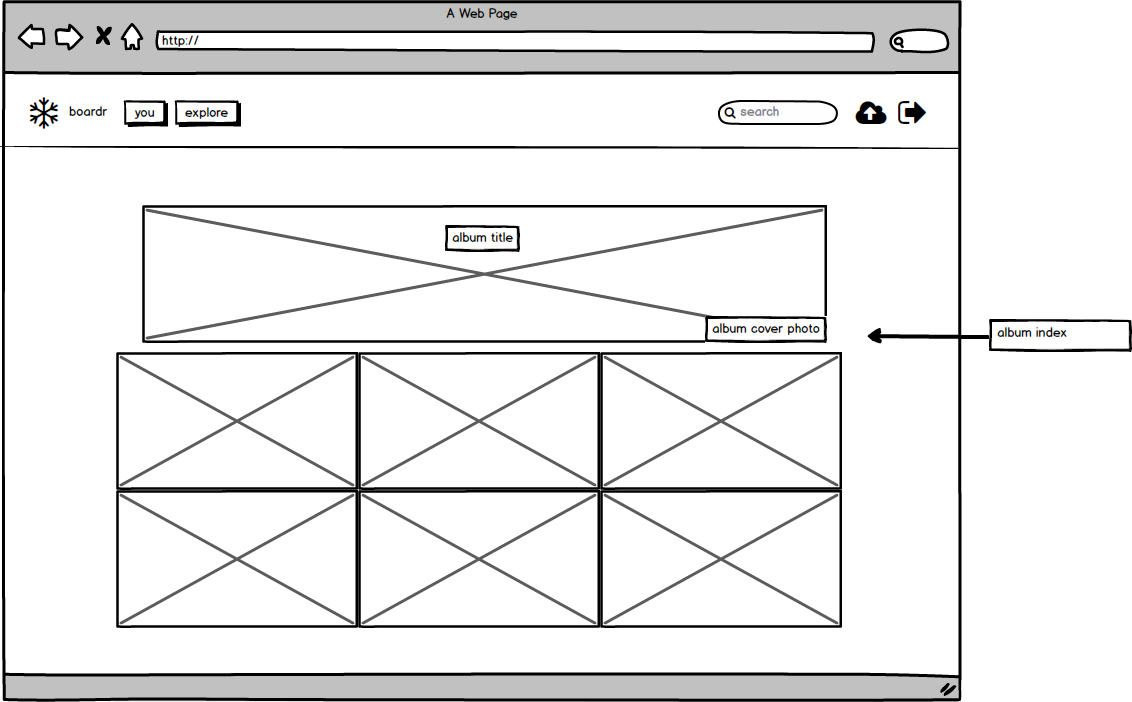 A Web Page
http://
boardr
you
explore
search
album title
album cover photo
album index